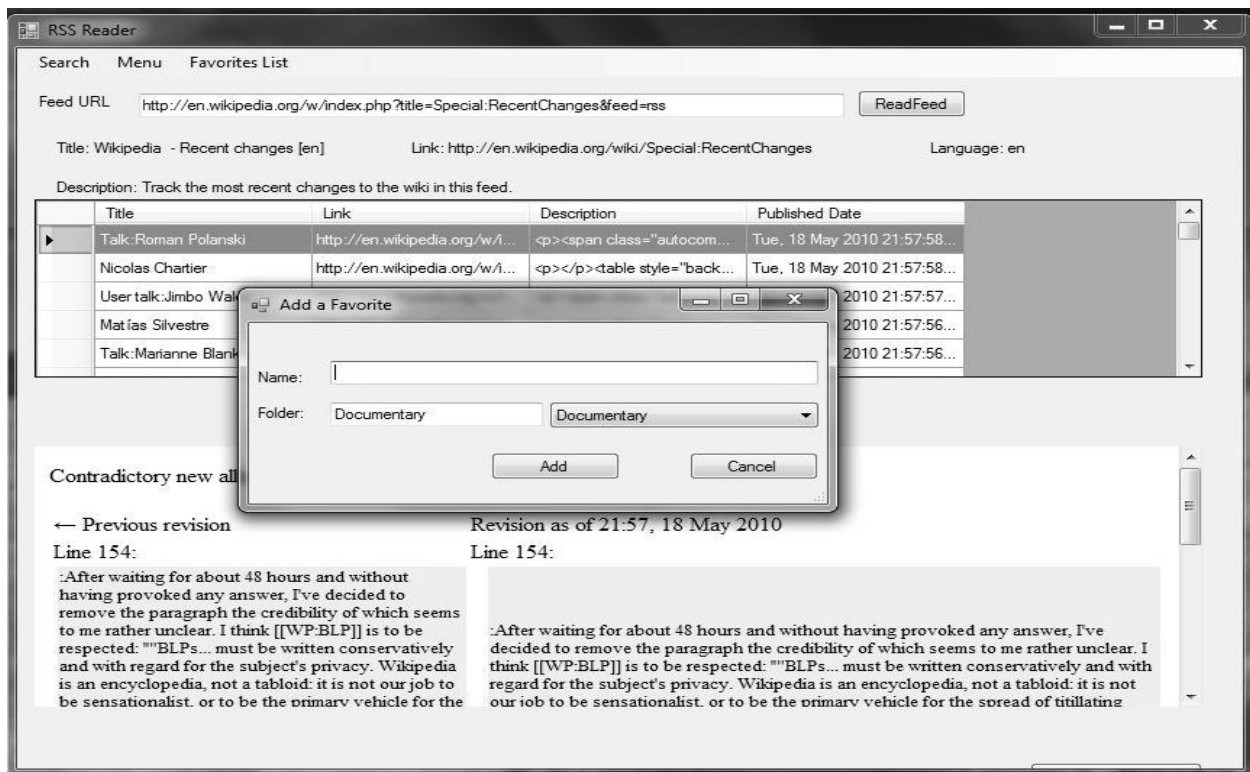 RSS Reader
Search Menu Favorites List
Feed URL http://en.wikipedia.org/w/index.php?title=Special:RecentChanges&feed=rss ReadFeed
Title: Wikipedia - Recent changes [en] Link: http://en.wikipedia.org/wiki/Special:RecentChanges Language: en
Description: Track the most recent changes to the wiki in this feed.
Title Link Description Published Date
Talk:Roman Polanski http://en.wikipedia.org/w/i... <p><span class="autocom... Tue, 18 May 2010 21:57:58...
Nicolas Chartier http://en.wikipedia.org/w/i... <p></p><table style="back... Tue, 18 May 2010 21:57:58...
User talk:Jimbo 2010 21:57:57...
Matías Silvestre 2010 21:57:56...
Talk:Marianne 2010 21:57:56...
Add a Favorite
Name:
Folder: Documentary Documentary
Add Cancel
Contradictory new all
← Previous revision Revision as of 21:57, 18 May 2010
Line 154: Line 154:
:After waiting for about 48 hours and without
having provoked any answer, I've decided to
remove the paragraph the credibility of which seems
to me rather unclear. I think [[WP:BLP]] is to be
respected: ""BLPs... must be written conservatively
and with regard for the subject's privacy. Wikipedia
is an encyclopedia, not a tabloid: it is not our job to
be sensationalist, or to be the primary vehicle for the
:After waiting for about 48 hours and without having provoked any answer, I've
decided to remove the paragraph the credibility of which seems to me rather unclear. I
think [[WP:BLP]] is to be respected: ""BLPs... must be written conservatively and with
regard for the subject's privacy. Wikipedia is an encyclopedia, not a tabloid: it is not
our job to be sensationalist, or to be the primary vehicle for the spread of titillating